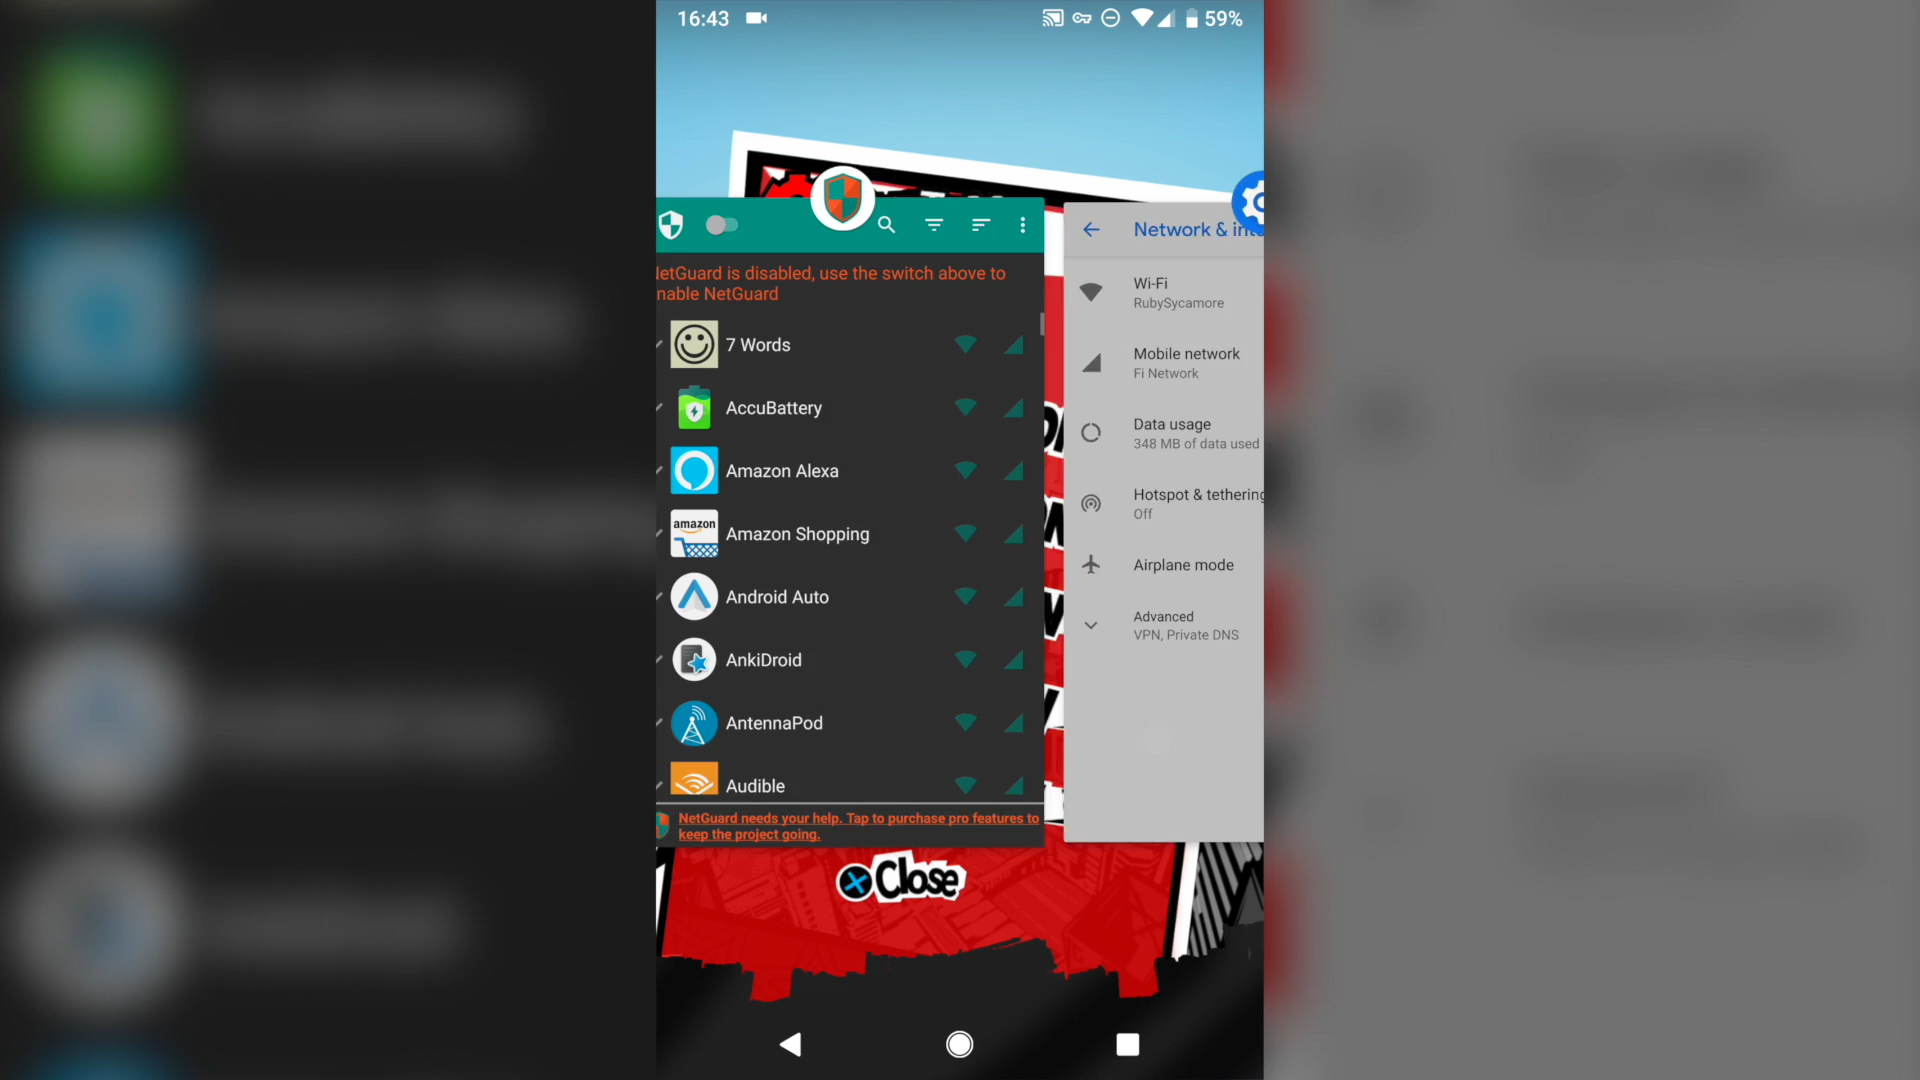 16:43
59%
NetGuard is disabled, use the switch above to
enable NetGuard
7 Words
AccuBattery
Amazon Alexa
amazon
Amazon Shopping
Android Auto
AnkiDroid
AntennaPod
Audible
NetGuard needs your help. Tap to purchase pro features to
keep the project going.
Network & inte
Wi-Fi
RubySycamore
Mobile network
Fi Network
Data usage
348 MB of data used
Hotspot & tethering
Off
Airplane mode
Advanced
VPN, Private DNS
Close